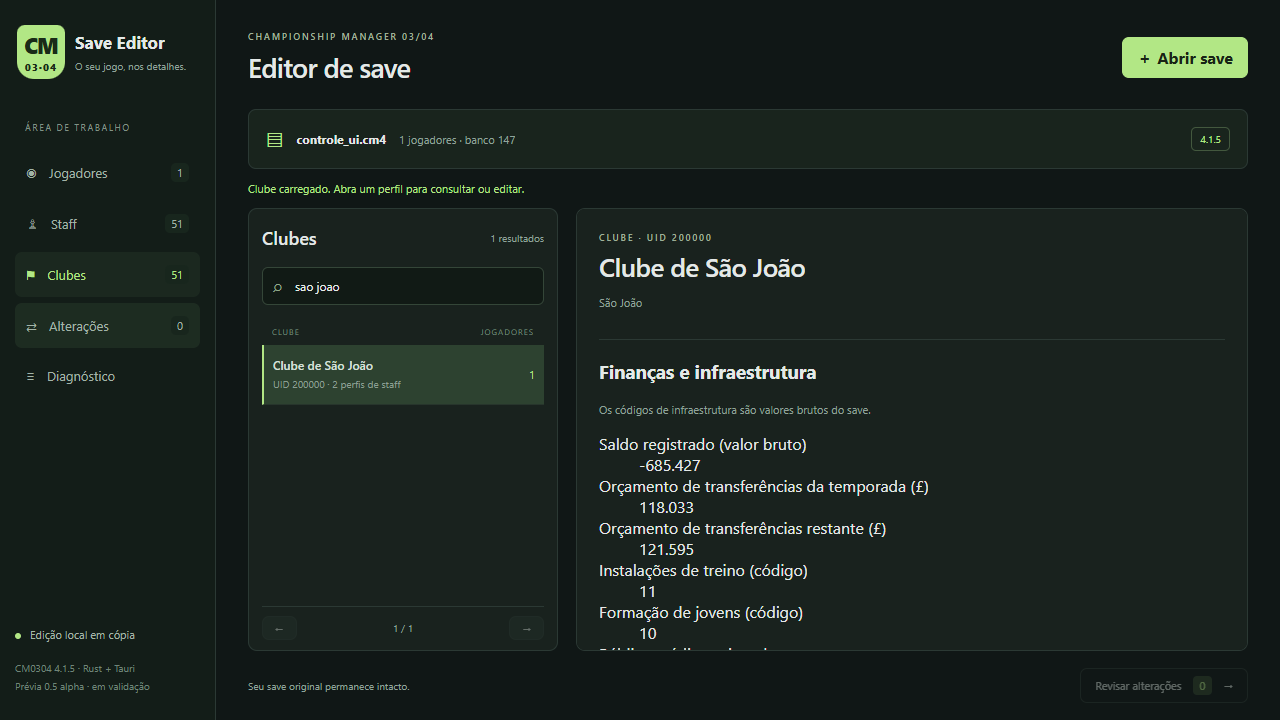 CM
03·04
Save Editor
O seu jogo, nos detalhes.
ÁREA DE TRABALHO
Jogadores 1
Staff 51
Clubes 51
Alterações 0
Diagnóstico
Edição local em cópia
CM0304 4.1.5 · Rust + Tauri
Prévia 0.5 alpha · em validação
CHAMPIONSHIP MANAGER 03/04
Editor de save
+ Abrir save
controle_ui.cm4 1 jogadores · banco 147
4.1.5
Clube carregado. Abra um perfil para consultar ou editar.
Clubes 1 resultados
sao joao
CLUBE JOGADORES
Clube de São João
UID 200000 · 2 perfis de staff
1
← 1 / 1 →
CLUBE · UID 200000
Clube de São João
São João
Finanças e infraestrutura
Os códigos de infraestrutura são valores brutos do save.
Saldo registrado (valor bruto)
-685.427
Orçamento de transferências da temporada (£)
118.033
Orçamento de transferências restante (£)
121.595
Instalações de treino (código)
11
Formação de jovens (código)
10
Seu save original permanece intacto.
Revisar alterações 0 →